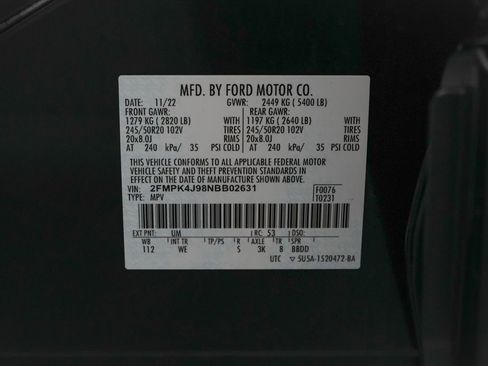 MFD. BY FORD MOTOR CO.
DATE: 11/22 GVWR: 2449 KG ( 5400 LB)
FRONT GAWR: REAR GAWR:
1279 KG ( 2820 LB) WITH 1197 KG ( 2640 LB) WITH
245/50R20 102V TIRES 245/50R20 102V TIRES
20x8.0J RIMS 20x8.0J RIMS
AT 240 kPa/ 35 PSI COLD AT 240 kPa/ 35 PSI COLD
THIS VEHICLE CONFORMS TO ALL APPLICABLE FEDERAL MOTOR
VEHICLE SAFETY AND THEFT PREVENTION STANDARDS IN
EFFECT ON THE DATE OF MANUFACTURE SHOWN ABOVE.
VIN: 2FMPK4J98NBB02631 F0076
TYPE: MPV T0231
EXT PNT: UM RC: 53 DSO:
WB INT TR TP/PS R AXLE TR SPR
112 WE S 3K 8 BBDD
UTC ▽ 5U5A-1520472-BA